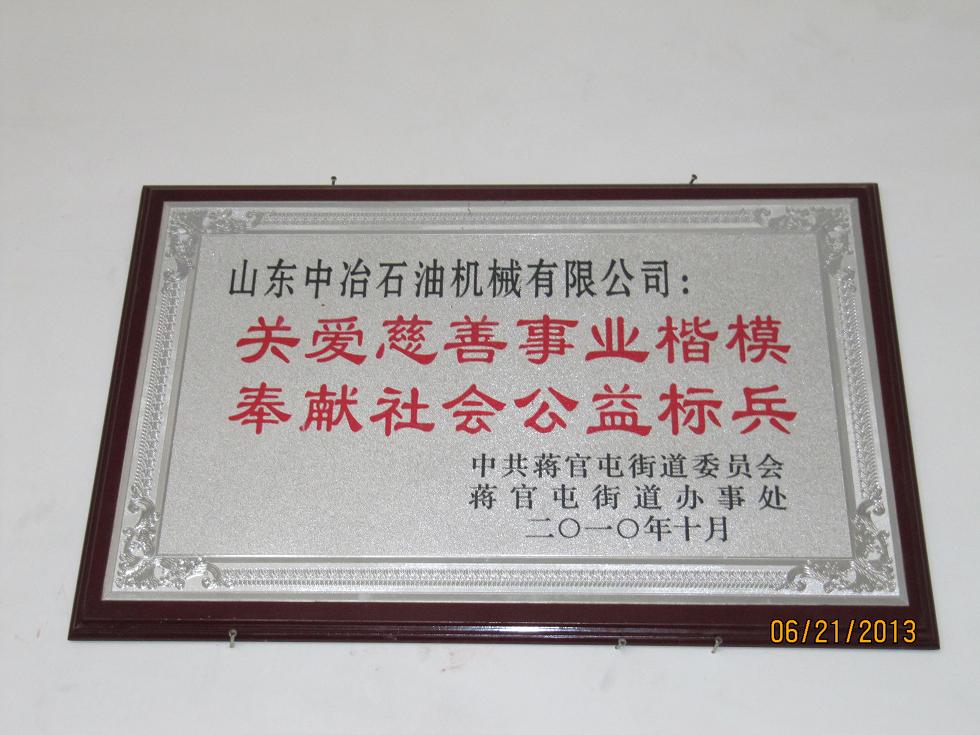 山东中冶石油机械有限公司：
关爱慈善事业楷模
奉献社会公益标兵
中共蒋官屯街道委员会
蒋官屯街道办事处
二〇一〇年十月
06/21/2013